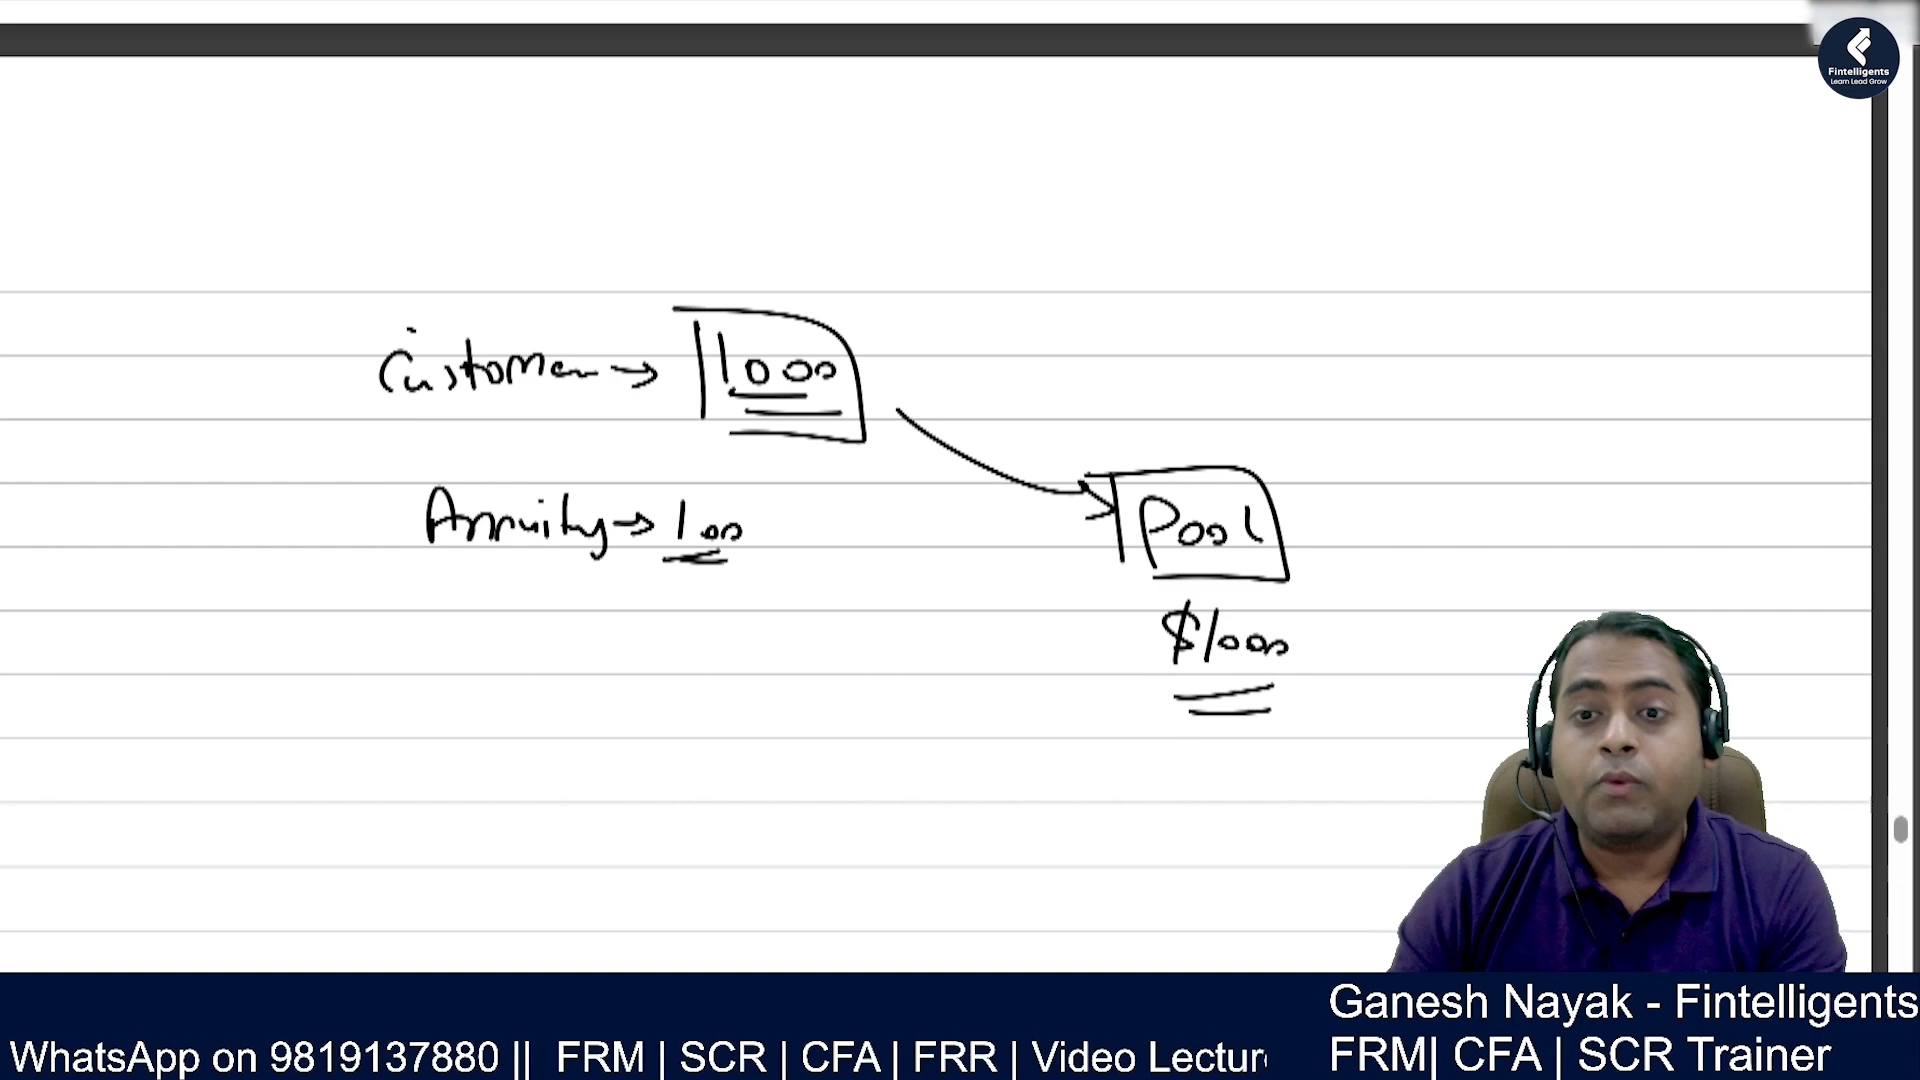 Fintelligents
Learn Lead Grow
Customer → 1000
Annuity → 100
Pool
$1000
Ganesh Nayak - Fintelligents
WhatsApp on 9819137880 || FRM | SCR | CFA | FRR | Video Lectur
FRM| CFA | SCR Trainer